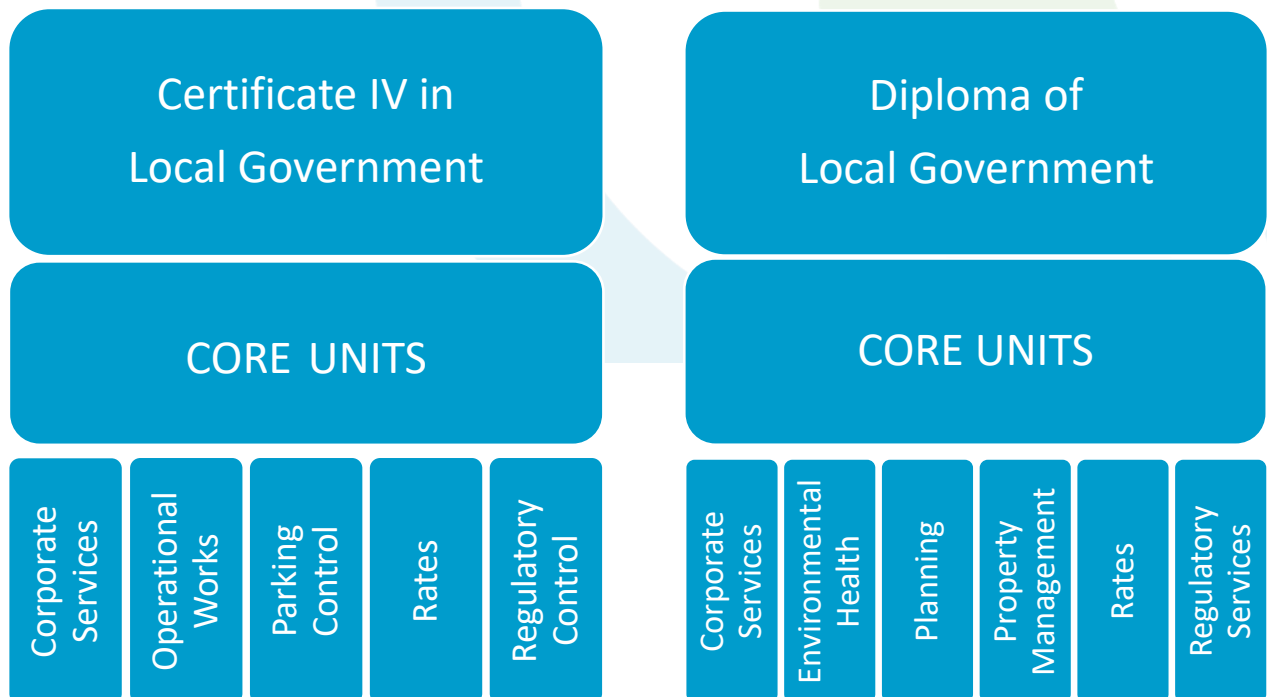 Certificate IV in
Local Government
CORE UNITS
Corporate
Services
Operational
Works
Parking
Control
Rates
Regulatory
Control
Diploma of
Local Government
CORE UNITS
Corporate
Services
Environmental
Health
Planning
Property
Management
Rates
Regulatory
Services